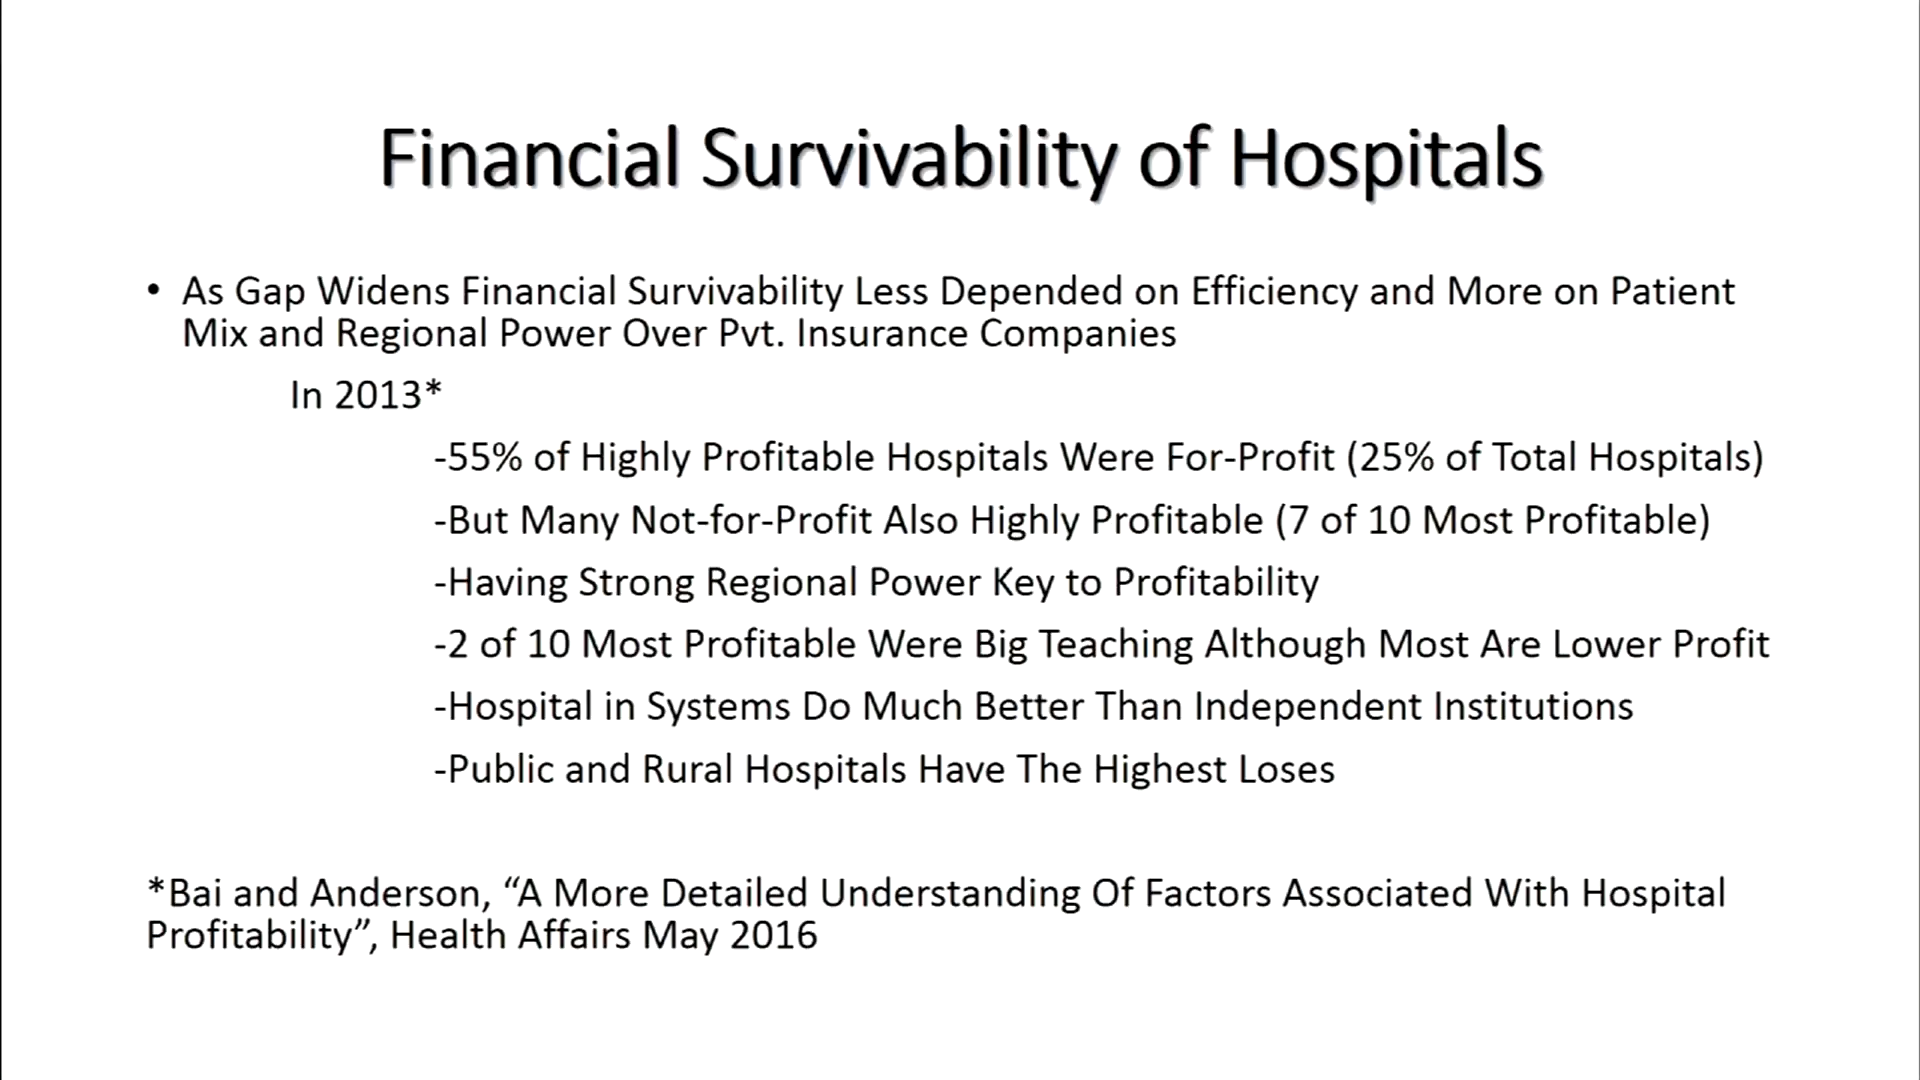 Financial Survivability of Hospitals
• As Gap Widens Financial Survivability Less Depended on Efficiency and More on Patient
Mix and Regional Power Over Pvt. Insurance Companies
In 2013*
-55% of Highly Profitable Hospitals Were For-Profit (25% of Total Hospitals)
-But Many Not-for-Profit Also Highly Profitable (7 of 10 Most Profitable)
-Having Strong Regional Power Key to Profitability
-2 of 10 Most Profitable Were Big Teaching Although Most Are Lower Profit
-Hospital in Systems Do Much Better Than Independent Institutions
-Public and Rural Hospitals Have The Highest Loses
*Bai and Anderson, “A More Detailed Understanding Of Factors Associated With Hospital
Profitability”, Health Affairs May 2016